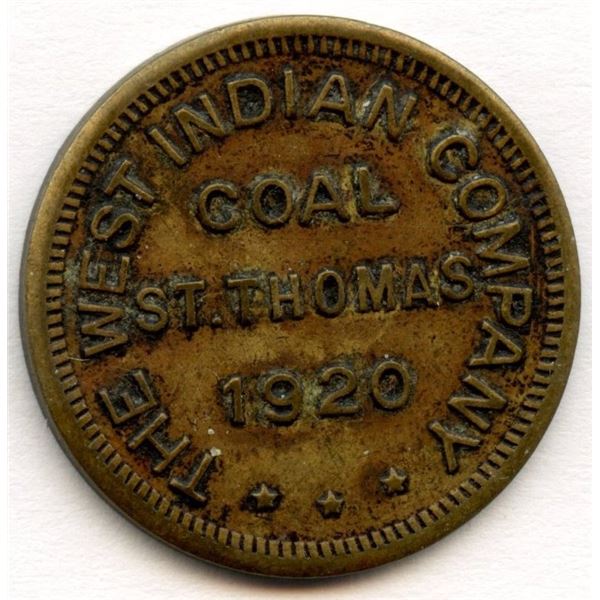 THE WEST INDIAN COMPANY
COAL
ST. THOMAS
1920